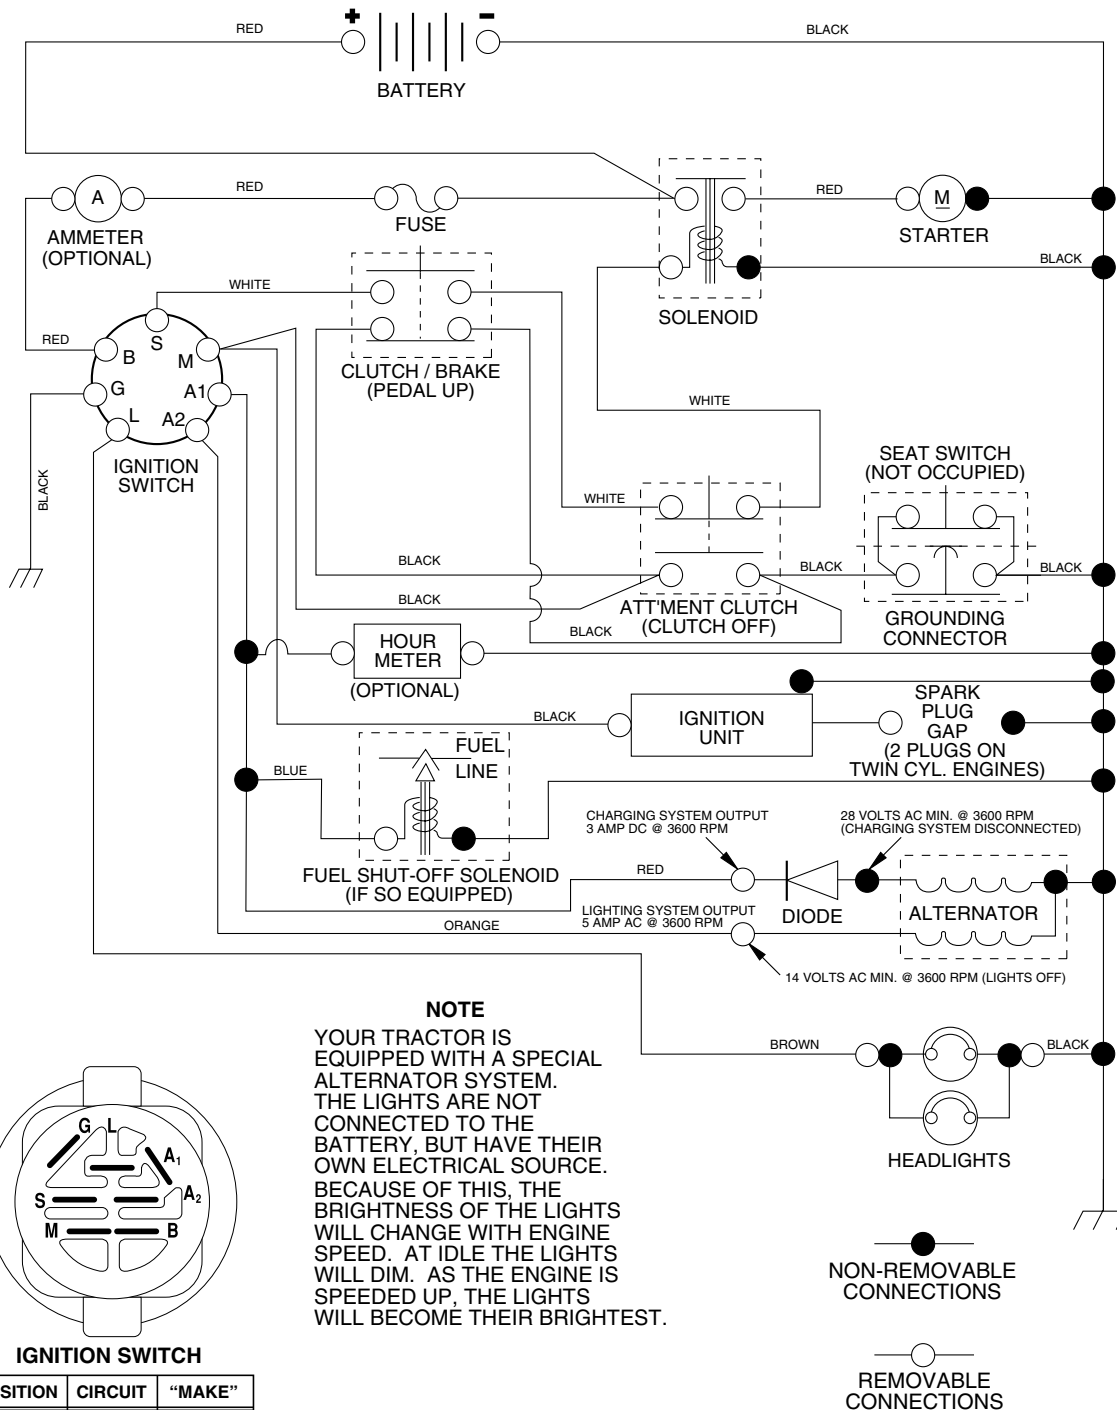 RED
+
-
BLACK
BATTERY
RED
A
AMMETER
(OPTIONAL)
FUSE
RED
M
STARTER
BLACK
SOLENOID
WHITE
CLUTCH / BRAKE
(PEDAL UP)
RED
S
B
M
G
A1
L
A2
IGNITION
SWITCH
BLACK
WHITE
WHITE
SEAT SWITCH
(NOT OCCUPIED)
BLACK
BLACK
BLACK
BLACK
ATT'MENT CLUTCH
(CLUTCH OFF)
BLACK
GROUNDING
CONNECTOR
HOUR
METER
(OPTIONAL)
BLACK
IGNITION
UNIT
SPARK
PLUG
GAP
(2 PLUGS ON
TWIN CYL. ENGINES)
BLUE
FUEL
LINE
FUEL SHUT-OFF SOLENOID
(IF SO EQUIPPED)
CHARGING SYSTEM OUTPUT
3 AMP DC @ 3600 RPM
28 VOLTS AC MIN. @ 3600 RPM
(CHARGING SYSTEM DISCONNECTED)
RED
DIODE
ALTERNATOR
LIGHTING SYSTEM OUTPUT
5 AMP AC @ 3600 RPM
ORANGE
14 VOLTS AC MIN. @ 3600 RPM (LIGHTS OFF)
BROWN
BLACK
HEADLIGHTS
NOTE
YOUR TRACTOR IS
EQUIPPED WITH A SPECIAL
ALTERNATOR SYSTEM.
THE LIGHTS ARE NOT
CONNECTED TO THE
BATTERY, BUT HAVE THEIR
OWN ELECTRICAL SOURCE.
BECAUSE OF THIS, THE
BRIGHTNESS OF THE LIGHTS
WILL CHANGE WITH ENGINE
SPEED. AT IDLE THE LIGHTS
WILL DIM. AS THE ENGINE IS
SPEEDED UP, THE LIGHTS
WILL BECOME THEIR BRIGHTEST.
G L
A1
A2
S
M
B
IGNITION SWITCH
SITION CIRCUIT “MAKE”
NON-REMOVABLE
CONNECTIONS
REMOVABLE
CONNECTIONS